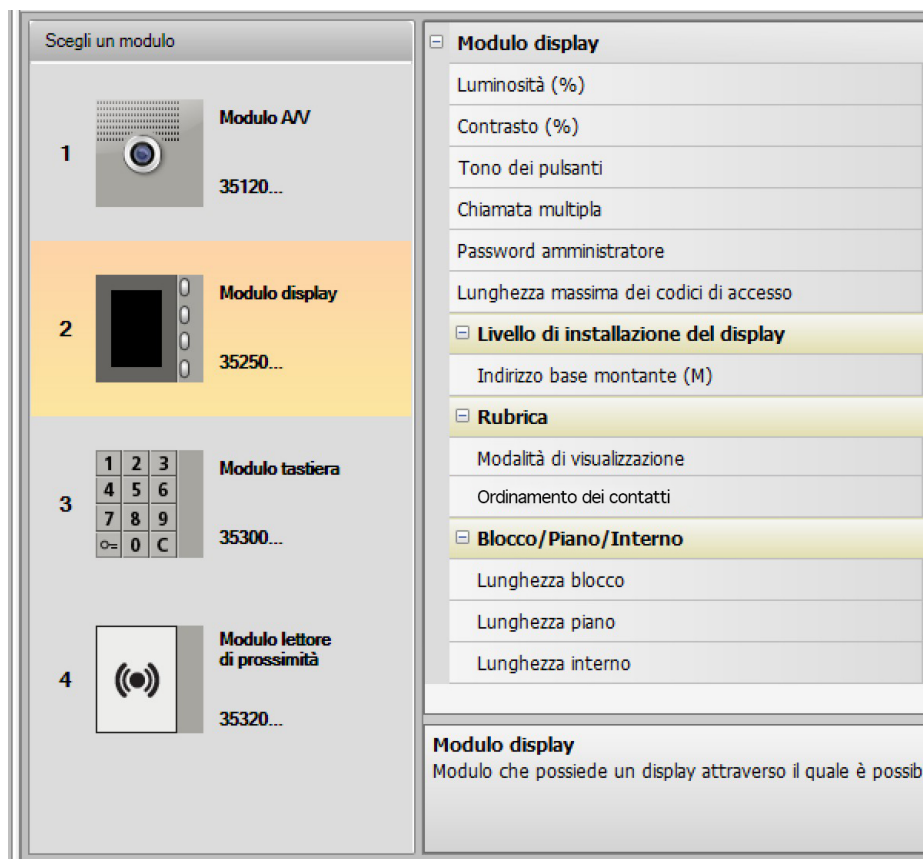 Scegli un modulo
1
Modulo A/V
35120...
2
Modulo display
35250...
3
1 2 3
4 5 6
7 8 9
0 C
Modulo tastiera
35300...
4
Modulo lettore
di prossimità
35320...
Modulo display
Luminosità (%)
Contrasto (%)
Tono dei pulsanti
Chiamata multipla
Password amministratore
Lunghezza massima dei codici di accesso
Livello di installazione del display
Indirizzo base montante (M)
Rubrica
Modalità di visualizzazione
Ordinamento dei contatti
Blocco/Piano/Interno
Lunghezza blocco
Lunghezza piano
Lunghezza interno
Modulo display
Modulo che possiede un display attraverso il quale è possib